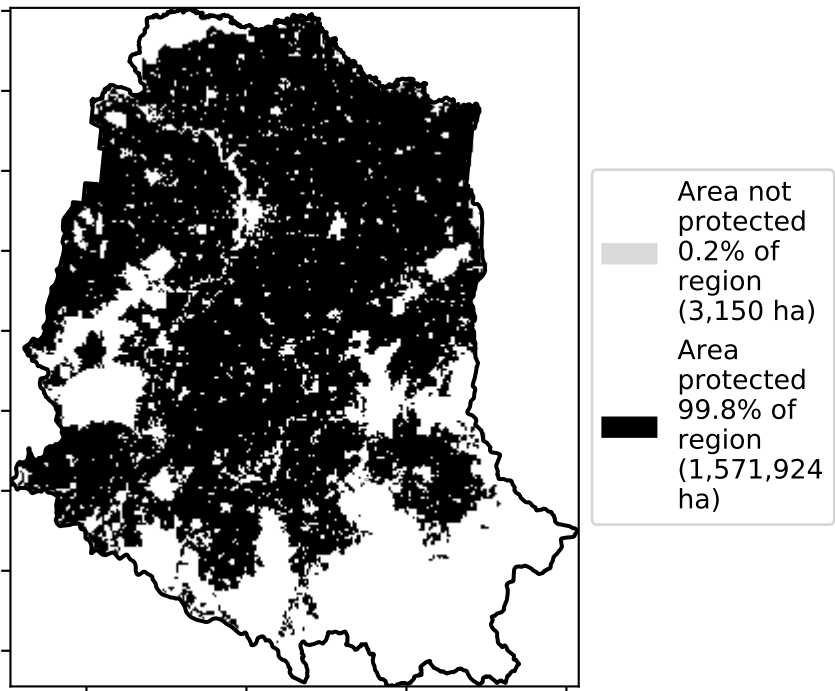 Area not
protected
0.2% of
region
(3,150 ha)
Area
protected
99.8% of
region
(1,571,924
ha)